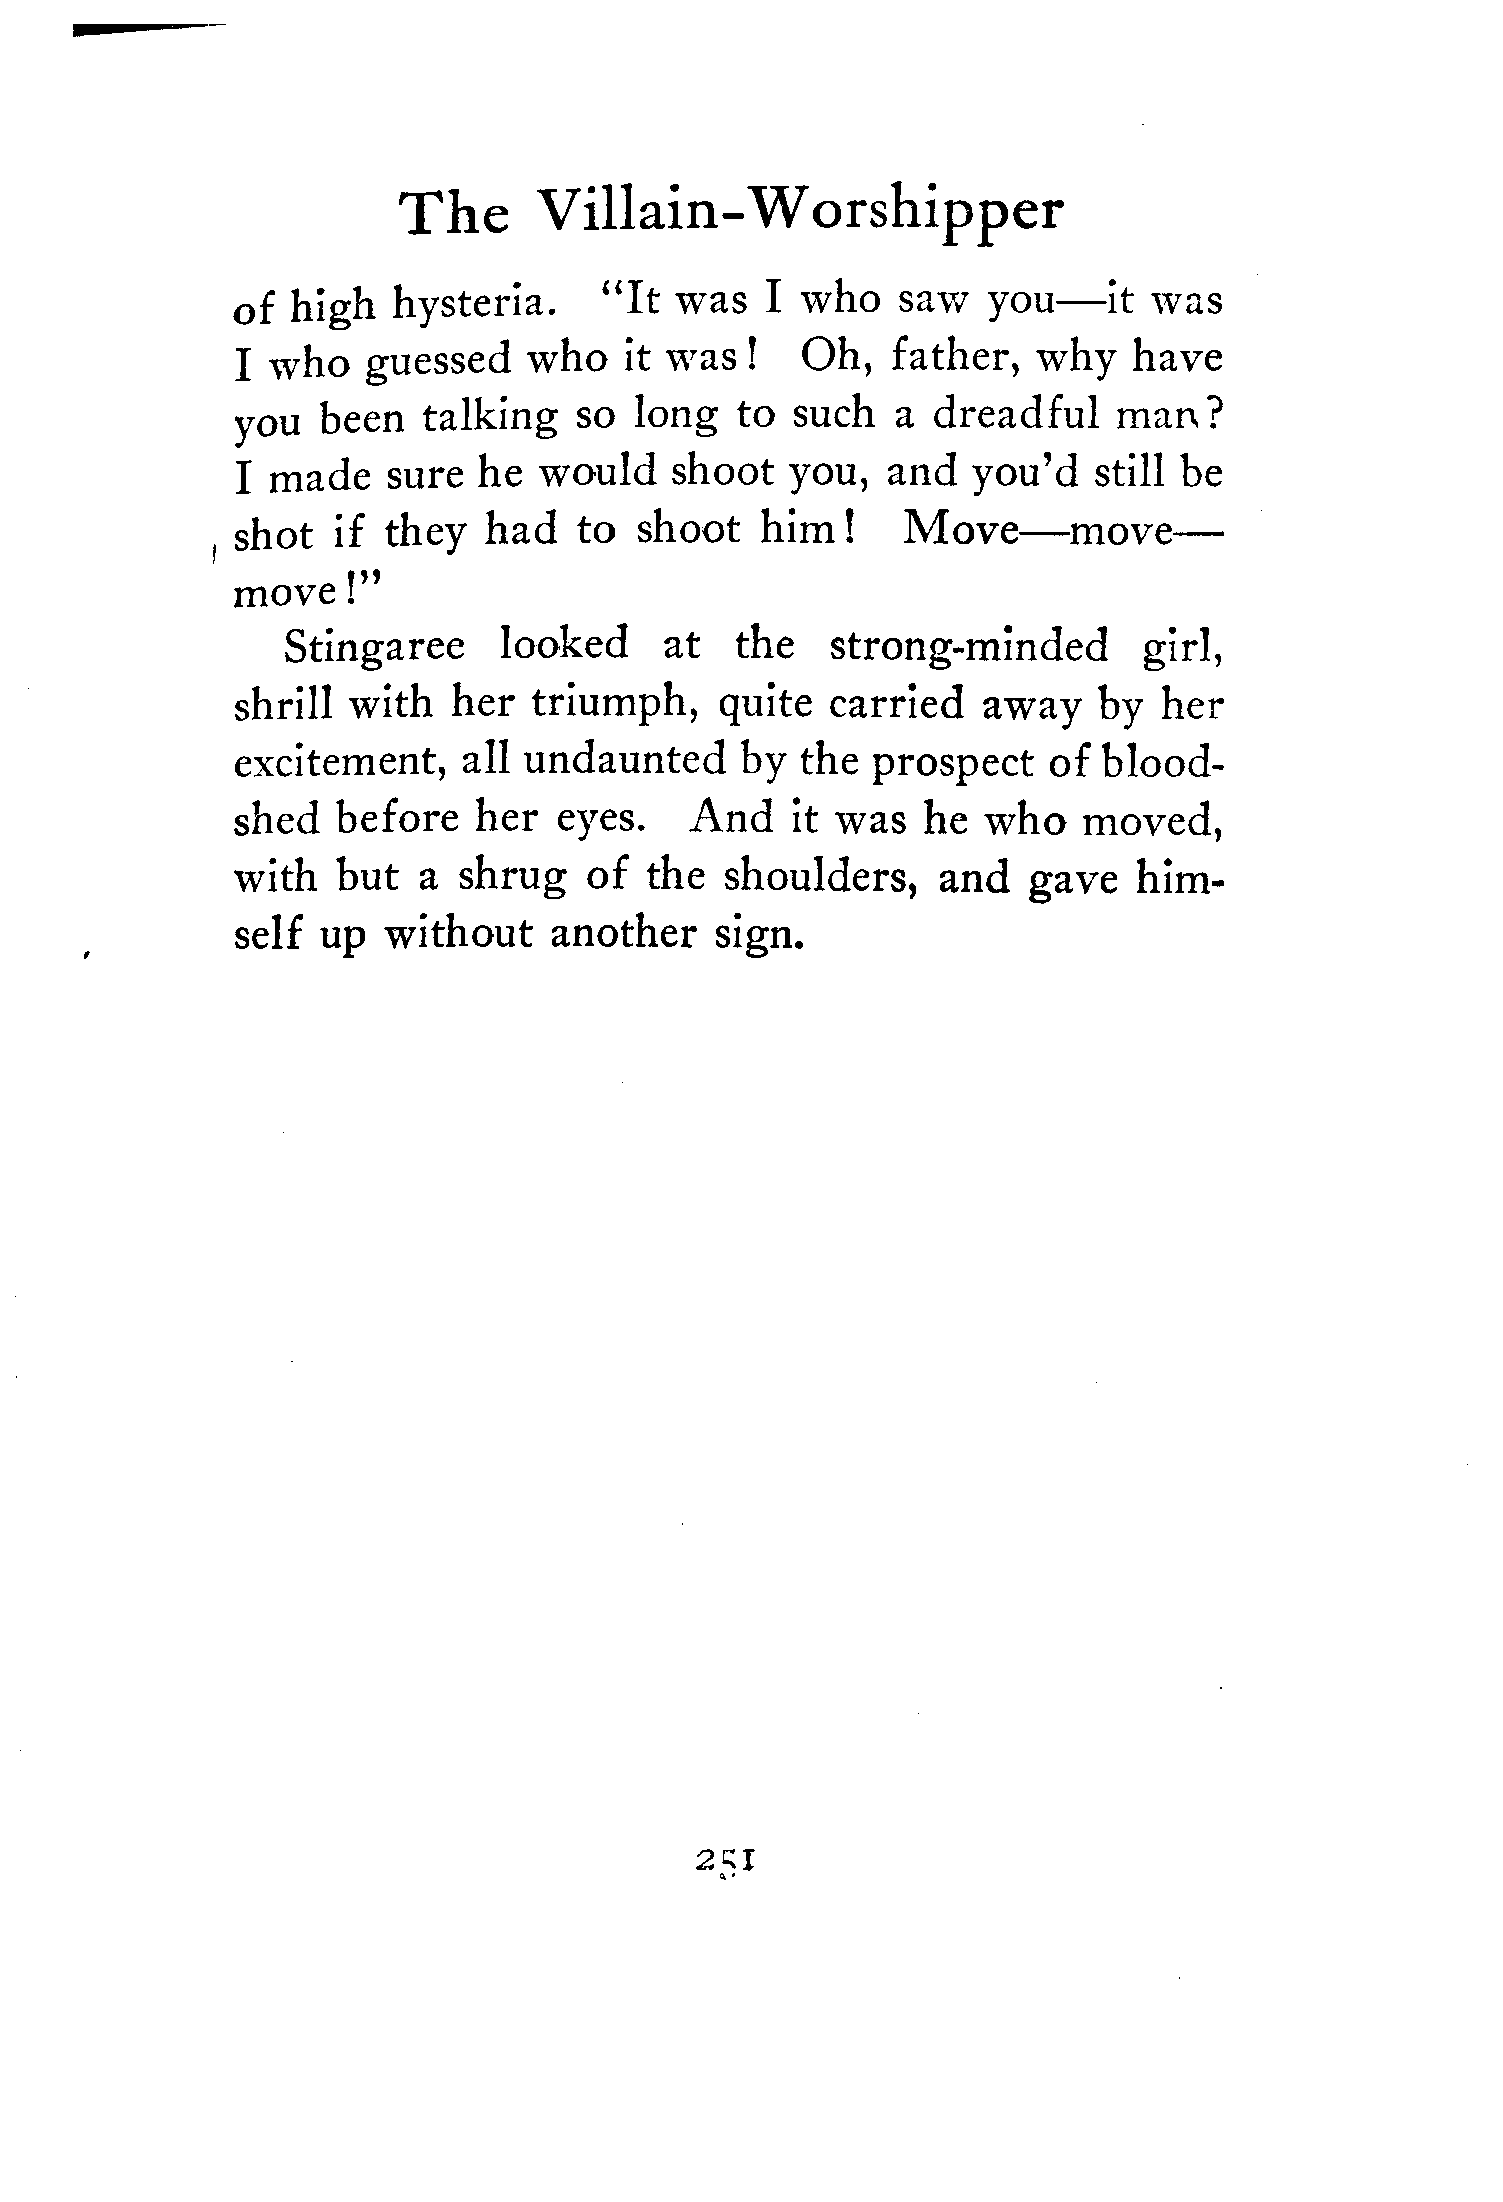 The Villain-Worshipper
of high hysteria. "It was I who saw you—it was
I who guessed who it was! Oh, father, why have
you been talking so long to such a dreadful man?
I made sure he would shoot you, and you'd still be
shot if they had to shoot him! Move—move—
move!"
Stingaree looked at the strong-minded girl,
shrill with her triumph, quite carried away by her
excitement, all undaunted by the prospect of blood-
shed before her eyes. And it was he who moved,
with but a shrug of the shoulders, and gave him-
self up without another sign.
251